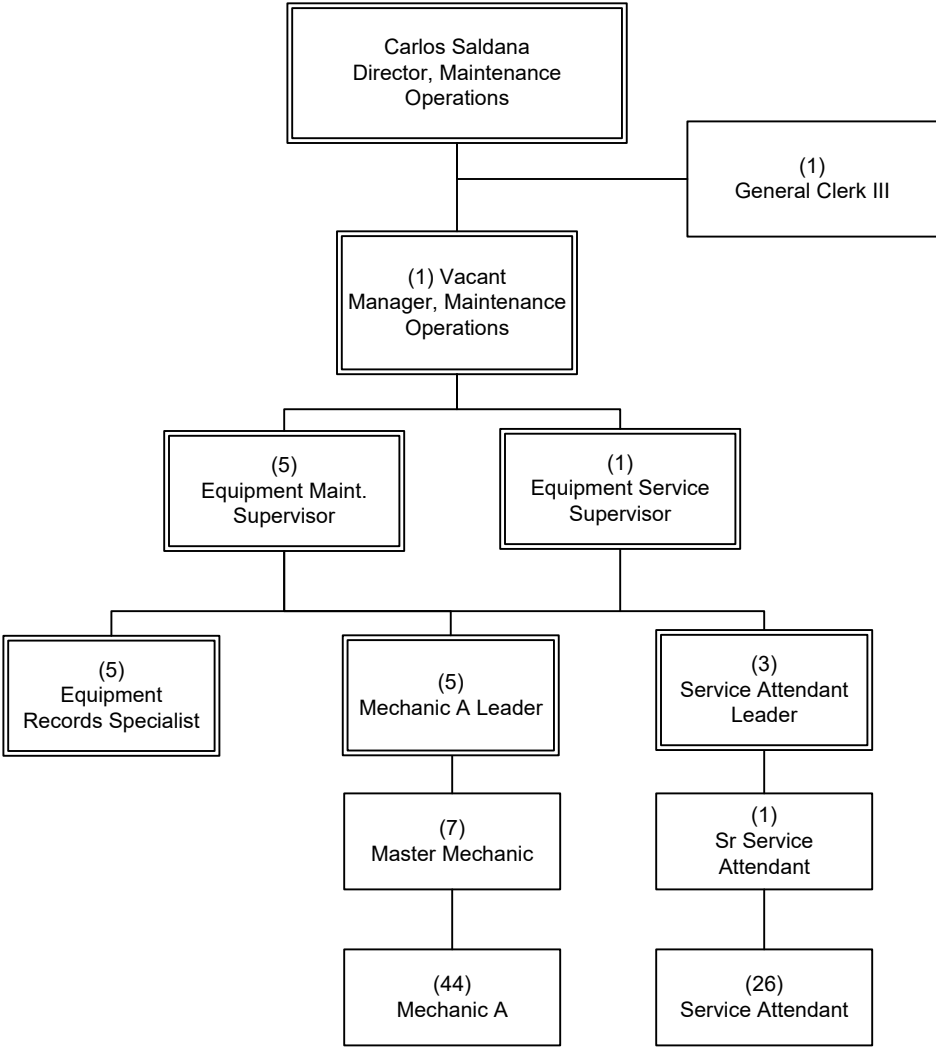 Carlos Saldana
Director, Maintenance
Operations
(1)
General Clerk III
(1) Vacant
Manager, Maintenance
Operations
(5)
Equipment Maint.
Supervisor
(1)
Equipment Service
Supervisor
(5)
Equipment
Records Specialist
(5)
Mechanic A Leader
(3)
Service Attendant
Leader
(7)
Master Mechanic
(1)
Sr Service
Attendant
(44)
Mechanic A
(26)
Service Attendant